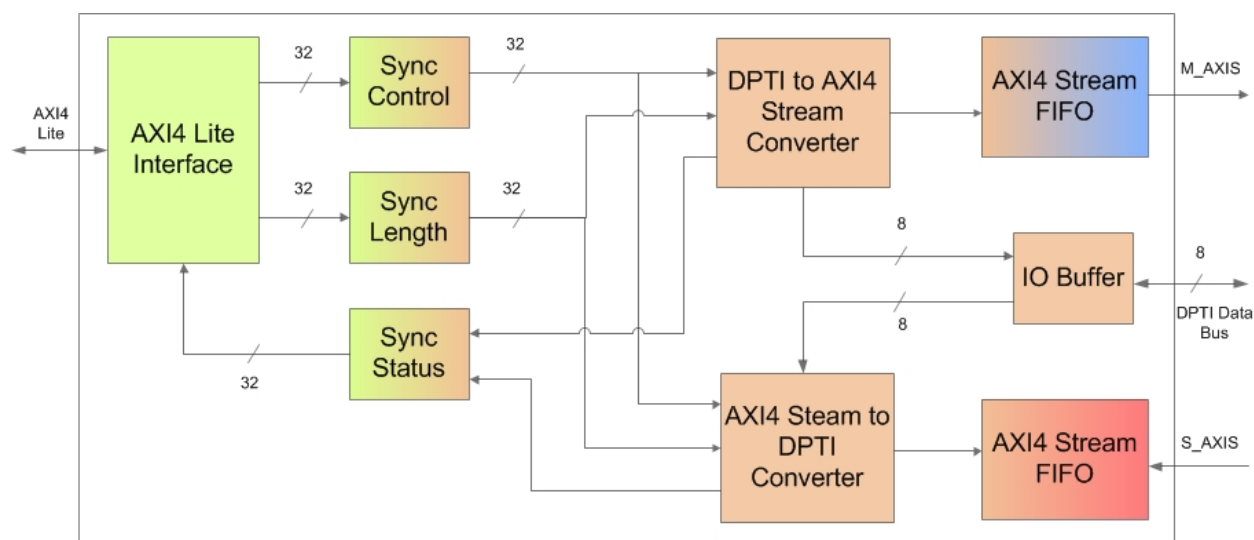 32
32
AXI4
Lite
AXI4 Lite
Interface
Sync
Control
DPTI to AXI4
Stream
Converter
AXI4 Stream
FIFO
M_AXIS
32
32
Sync
Length
8
IO Buffer
8
DPTI Data
Bus
8
Sync
Status
32
AXI4 Steam to
DPTI
Converter
AXI4 Stream
FIFO
S_AXIS